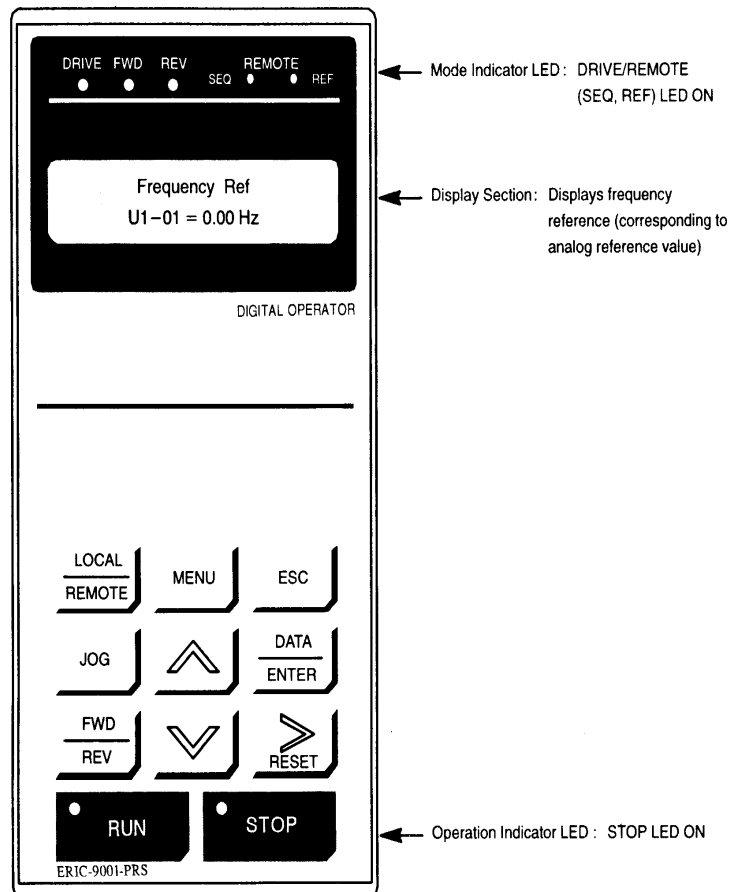 DRIVE FWD REV REMOTE
SEQ REF
Mode Indicator LED : DRIVE/REMOTE
(SEQ, REF) LED ON
Frequency Ref
U1-01 = 0.00 Hz
Display Section : Displays frequency
reference (corresponding to
analog reference value)
DIGITAL OPERATOR
LOCAL
REMOTE
MENU
ESC
JOG
DATA
ENTER
FWD
REV
RESET
RUN
STOP
Operation Indicator LED : STOP LED ON
ERIC-9001-PRS